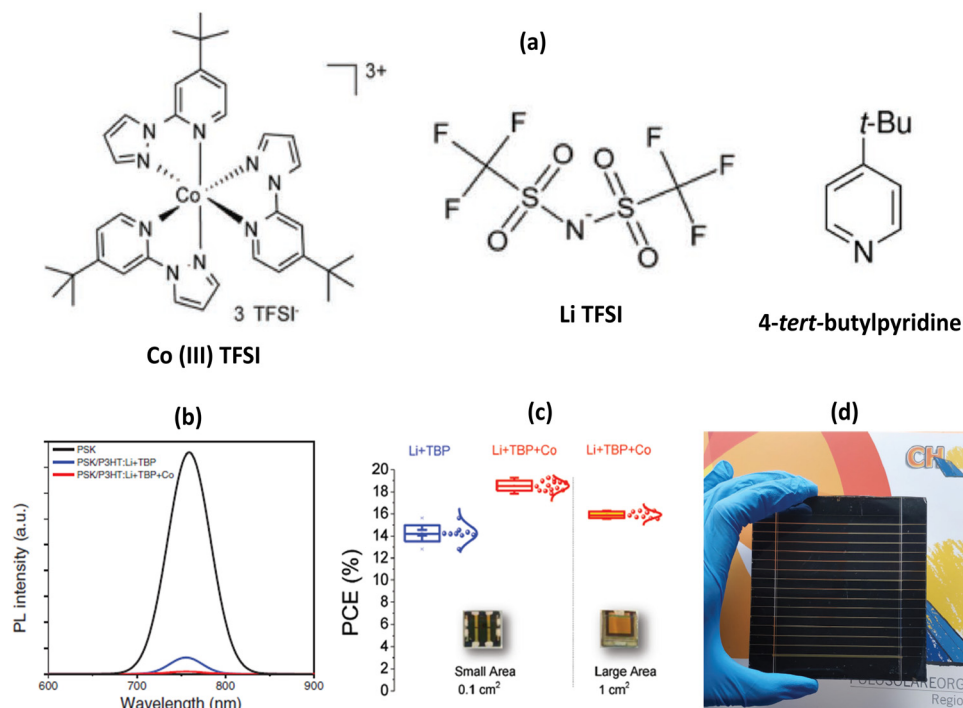 (a)
3+
N
N
N
N
N
N
N
N
N
Co
3 TFSI-
Co (III) TFSI
F
F
F
O
O
S
N-
S
O
O
F
F
F
Li TFSI
t-Bu
N
4-tert-butylpyridine
(b)
PL intensity (a.u.)
PSK
PSK/P3HT:Li+TBP
PSK/P3HT:Li+TBP+Co
600
700
800
900
Wavelength (nm)
(c)
Li+TBP
Li+TBP+Co
Li+TBP+Co
PCE (%)
20
18
16
14
12
10
8
6
4
2
0
Small Area
0.1 cm2
Large Area
1 cm2
(d)
CH
POLOSOLAREORG
Regio